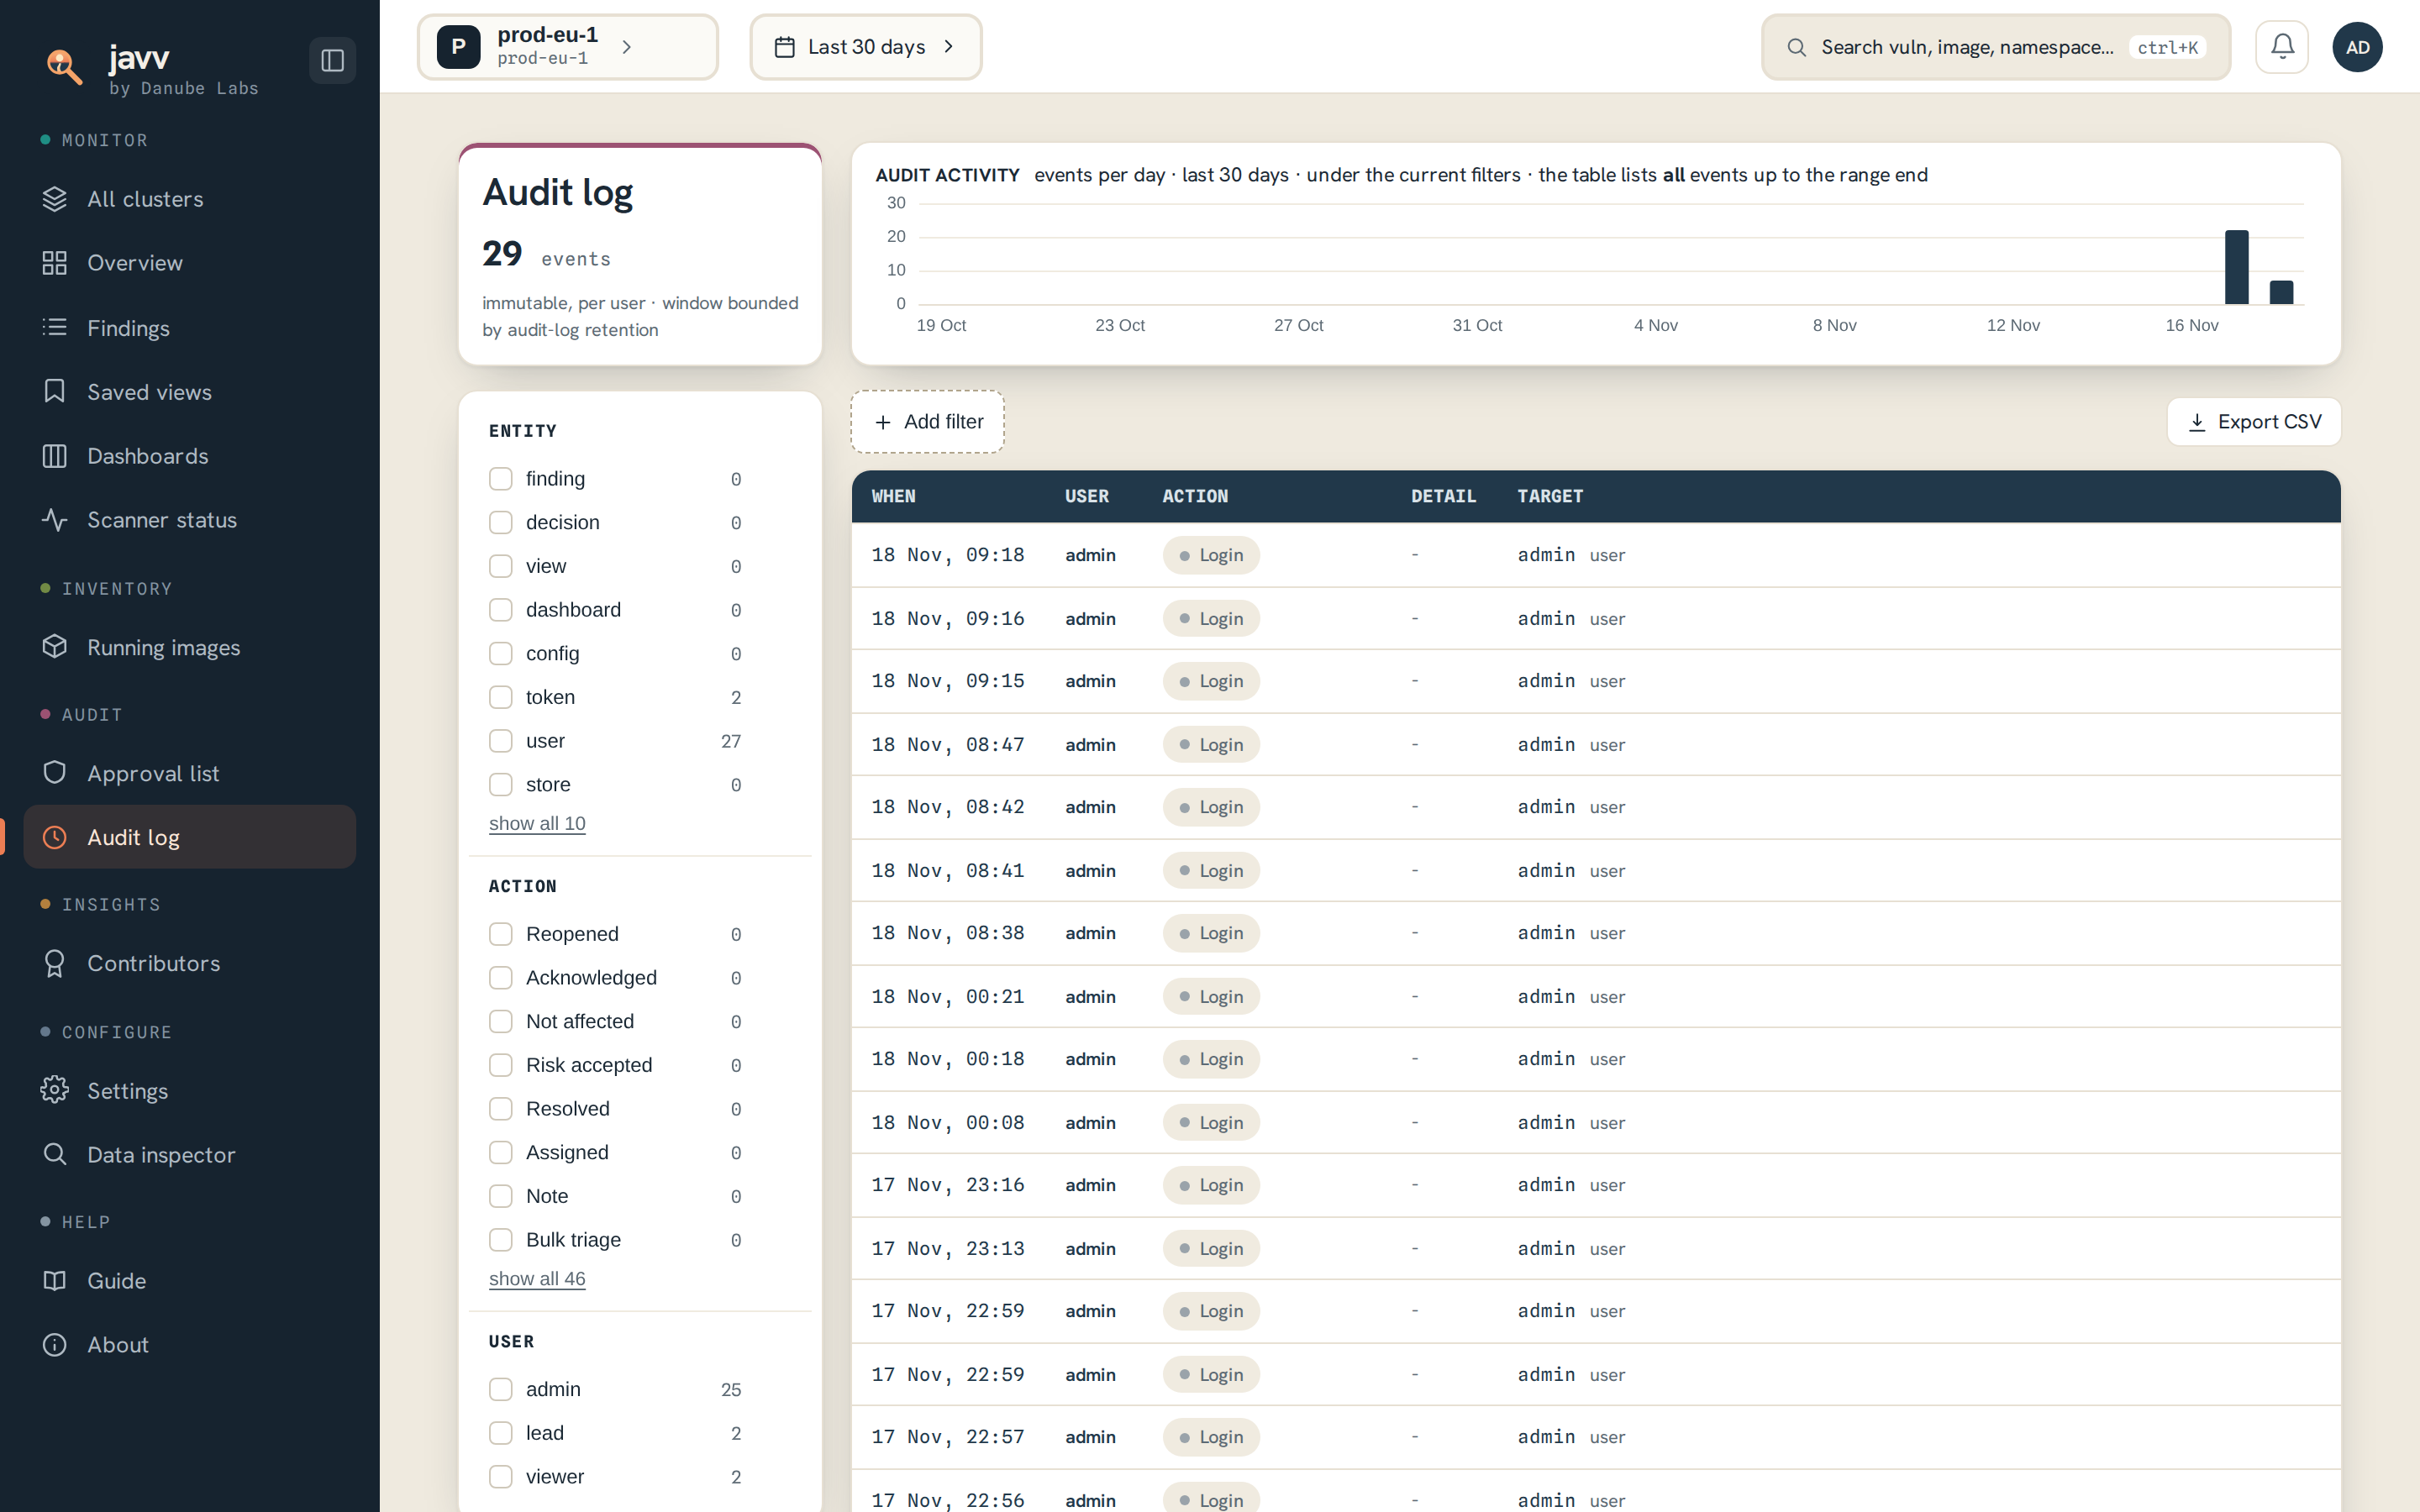 javv
by Danube Labs
MONITOR
All clusters
Overview
Findings
Saved views
Dashboards
Scanner status
INVENTORY
Running images
AUDIT
Approval list
Audit log
INSIGHTS
Contributors
CONFIGURE
Settings
Data inspector
HELP
Guide
About
P
prod-eu-1
prod-eu-1
Last 30 days
Search vuln, image, namespace...
ctrl+K
AD
Audit log
29 events
immutable, per user · window bounded
by audit-log retention
AUDIT ACTIVITY events per day · last 30 days · under the current filters · the table lists all events up to the range end
30
20
10
0
19 Oct 23 Oct 27 Oct 31 Oct 4 Nov 8 Nov 12 Nov 16 Nov
ENTITY
finding 0
decision 0
view 0
dashboard 0
config 0
token 2
user 27
store 0
show all 10
ACTION
Reopened 0
Acknowledged 0
Not affected 0
Risk accepted 0
Resolved 0
Assigned 0
Note 0
Bulk triage 0
show all 46
USER
admin 25
lead 2
viewer 2
+ Add filter
Export CSV
WHEN USER ACTION DETAIL TARGET
18 Nov, 09:18 admin Login - admin user
18 Nov, 09:16 admin Login - admin user
18 Nov, 09:15 admin Login - admin user
18 Nov, 08:47 admin Login - admin user
18 Nov, 08:42 admin Login - admin user
18 Nov, 08:41 admin Login - admin user
18 Nov, 08:38 admin Login - admin user
18 Nov, 00:21 admin Login - admin user
18 Nov, 00:18 admin Login - admin user
18 Nov, 00:08 admin Login - admin user
17 Nov, 23:16 admin Login - admin user
17 Nov, 23:13 admin Login - admin user
17 Nov, 22:59 admin Login - admin user
17 Nov, 22:59 admin Login - admin user
17 Nov, 22:57 admin Login - admin user
17 Nov, 22:56 admin Login - admin user